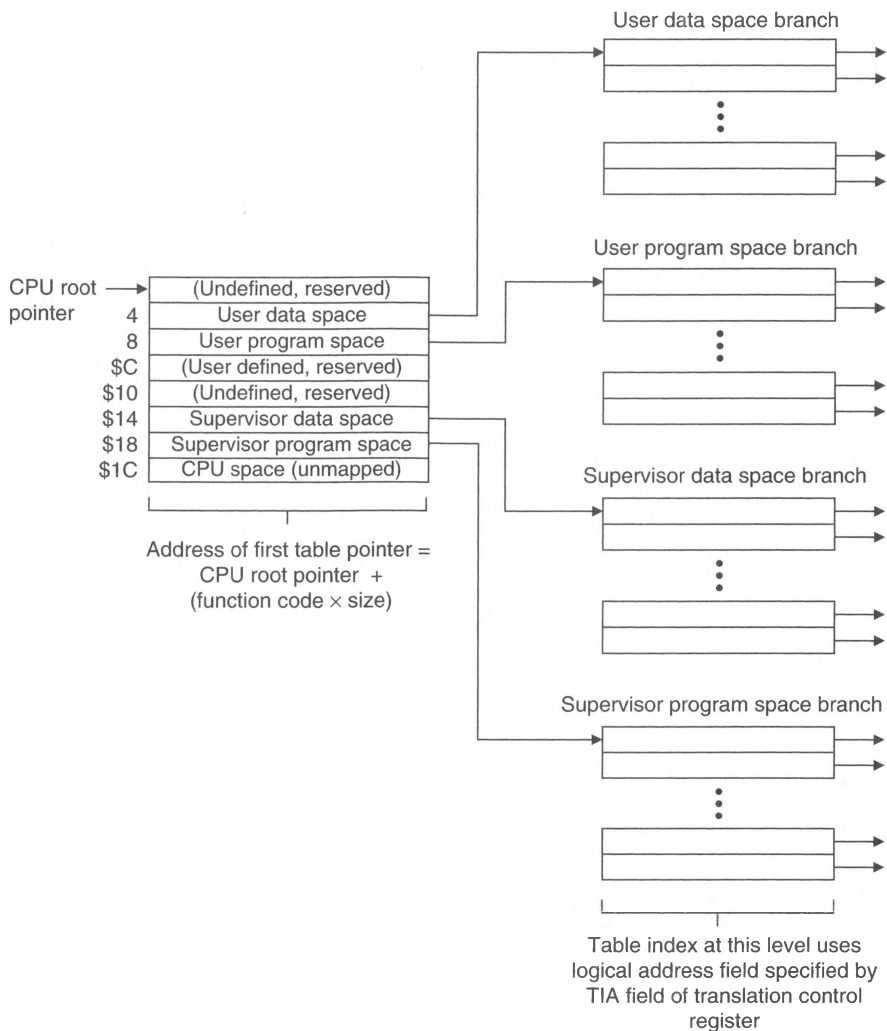 User data space branch
User program space branch
CPU root
pointer
(Undefined, reserved)
4 User data space
8 User program space
$C (User defined, reserved)
$10 (Undefined, reserved)
$14 Supervisor data space
$18 Supervisor program space
$1C CPU space (unmapped)
Address of first table pointer =
CPU root pointer +
(function code × size)
Supervisor data space branch
Supervisor program space branch
Table index at this level uses
logical address field specified by
TIA field of translation control
register